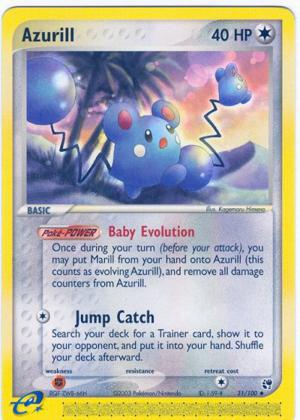 Azurill 40 HP
BASIC
Illus. Kagemaru Himeno
Poké-POWER Baby Evolution
Once during your turn (before your attack), you
may put Marill from your hand onto Azurill (this
counts as evolving Azurill), and remove all damage
counters from Azurill.
Jump Catch
Search your deck for a Trainer card, show it to
your opponent, and put it into your hand. Shuffle
your deck afterward.
weakness resistance retreat cost
©2003 Pokémon/Nintendo
31/100
e